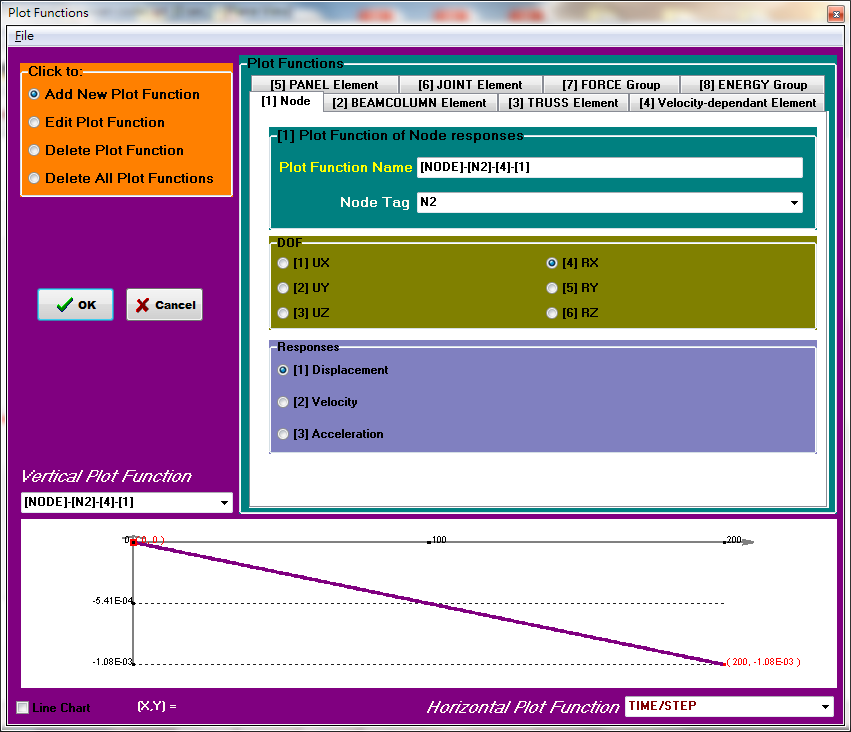 Plot Functions
File
Click to:
Add New Plot Function
Edit Plot Function
Delete Plot Function
Delete All Plot Functions
OK
Cancel
Plot Functions
[5] PANEL Element
[6] JOINT Element
[7] FORCE Group
[8] ENERGY Group
[1] Node
[2] BEAMCOLUMN Element
[3] TRUSS Element
[4] Velocity-dependant Element
[1] Plot Function of Node responses
Plot Function Name
[NODE]-[N2]-[4]-[1]
Node Tag
N2
DOF
[1] UX
[4] RX
[2] UY
[5] RY
[3] UZ
[6] RZ
Responses
[1] Displacement
[2] Velocity
[3] Acceleration
Vertical Plot Function
[NODE]-[N2]-[4]-[1]
0
(0, 0 )
100
200
-5.41E-04
-1.08E-03
( 200, -1.08E-03 )
Line Chart
(X,Y) =
Horizontal Plot Function
TIME/STEP